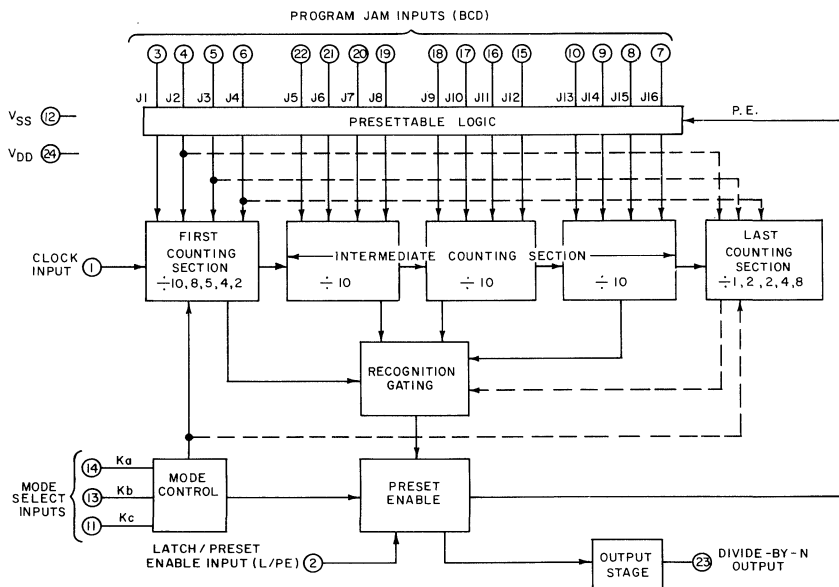 PROGRAM JAM INPUTS (BCD)
3 4 5 6 22 21 20 19 18 17 16 15 10 9 8 7
J1 J2 J3 J4 J5 J6 J7 J8 J9 J10 J11 J12 J13 J14 J15 J16
VSS 12
PRESETTABLE LOGIC
P.E.
VDD 24
CLOCK
INPUT
1
FIRST
COUNTING
SECTION
÷10,8,5,4,2
INTERMEDIATE COUNTING SECTION
÷ 10
÷ 10
÷ 10
LAST
COUNTING
SECTION
÷1, 2, 2, 4, 8
RECOGNITION
GATING
MODE
SELECT
INPUTS
14 Ka
13 Kb
11 Kc
MODE
CONTROL
PRESET
ENABLE
LATCH / PRESET
ENABLE INPUT (L/PE) 2
OUTPUT
STAGE
23 DIVIDE-BY-N
OUTPUT